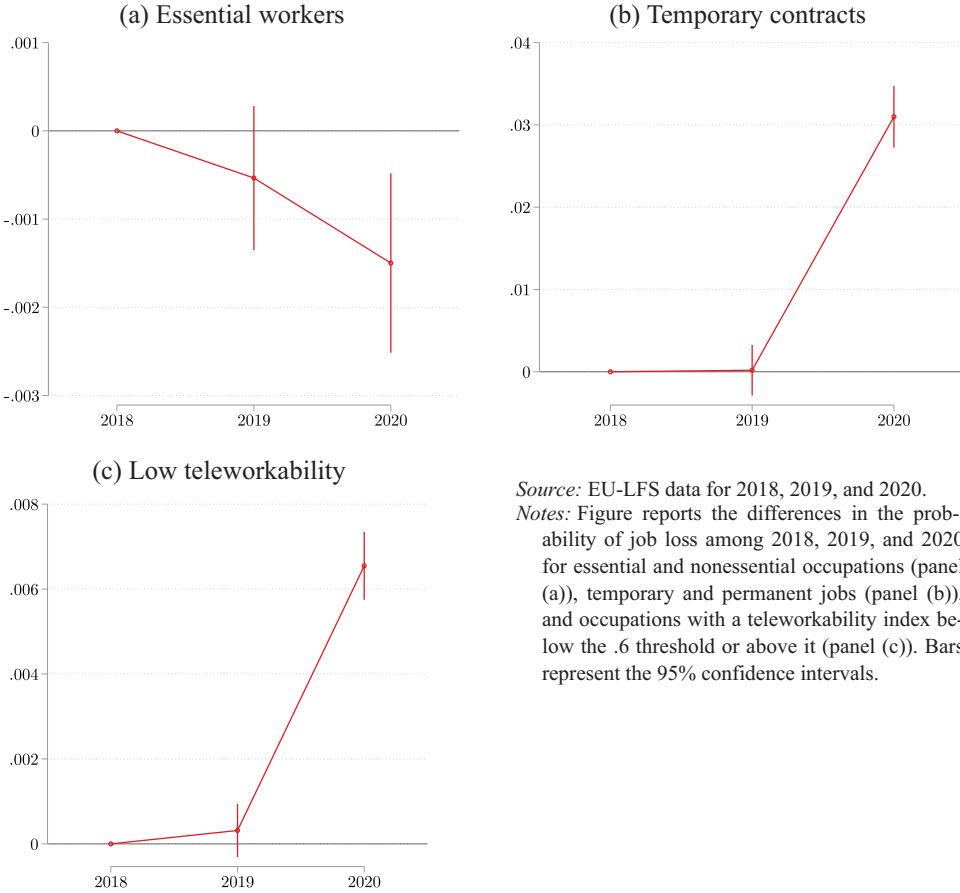 (a) Essential workers
.001
0
-.001
-.002
-.003
2018 2019 2020
(b) Temporary contracts
.04
.03
.02
.01
0
2018 2019 2020
(c) Low teleworkability
.008
.006
.004
.002
0
2018 2019 2020
Source: EU-LFS data for 2018, 2019, and 2020.
Notes: Figure reports the differences in the prob-
ability of job loss among 2018, 2019, and 2020
for essential and nonessential occupations (panel
(a)), temporary and permanent jobs (panel (b)),
and occupations with a teleworkability index be-
low the .6 threshold or above it (panel (c)). Bars
represent the 95% confidence intervals.